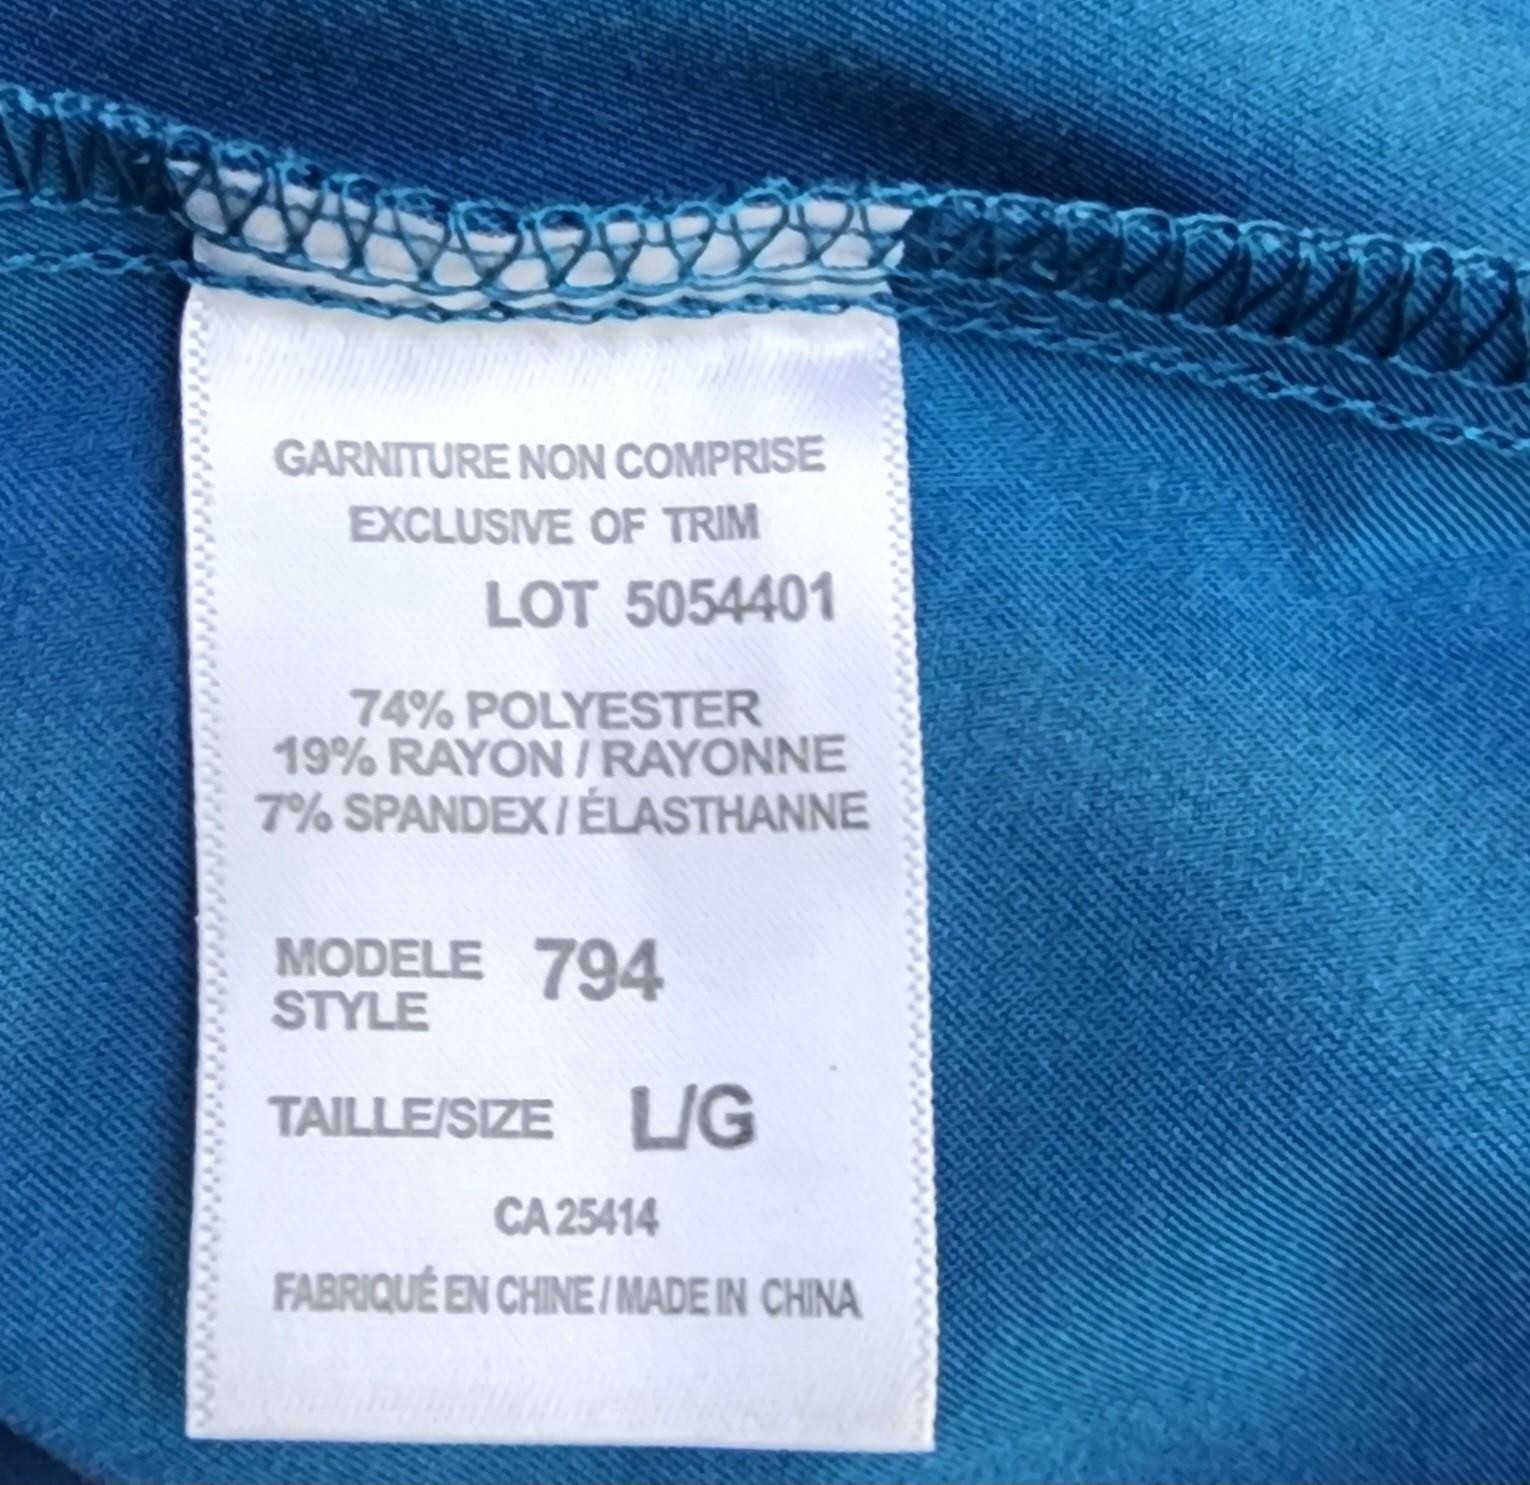 GARNITURE NON COMPRISE
EXCLUSIVE OF TRIM
LOT 5054401
74% POLYESTER
19% RAYON / RAYONNE
7% SPANDEX / ÉLASTHANNE
MODELE 794
STYLE
TAILLE/SIZE L/G
CA 25414
FABRIQUÉ EN CHINE / MADE IN CHINA